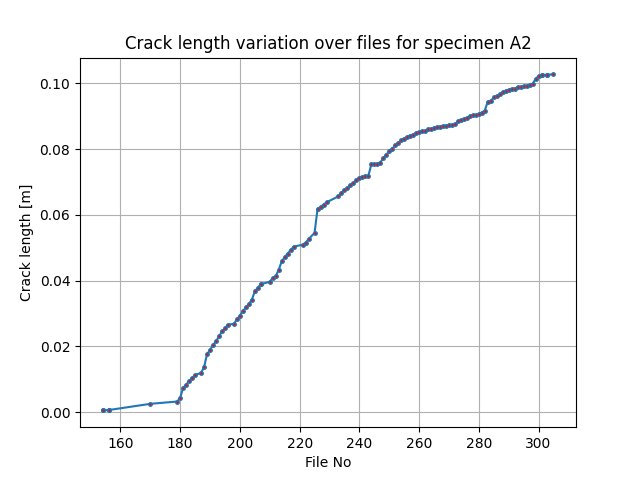 Crack length variation over files for specimen A2
0.10
0.08
0.06
0.04
0.02
0.00
Crack length [m]
160 180 200 220 240 260 280 300
File No